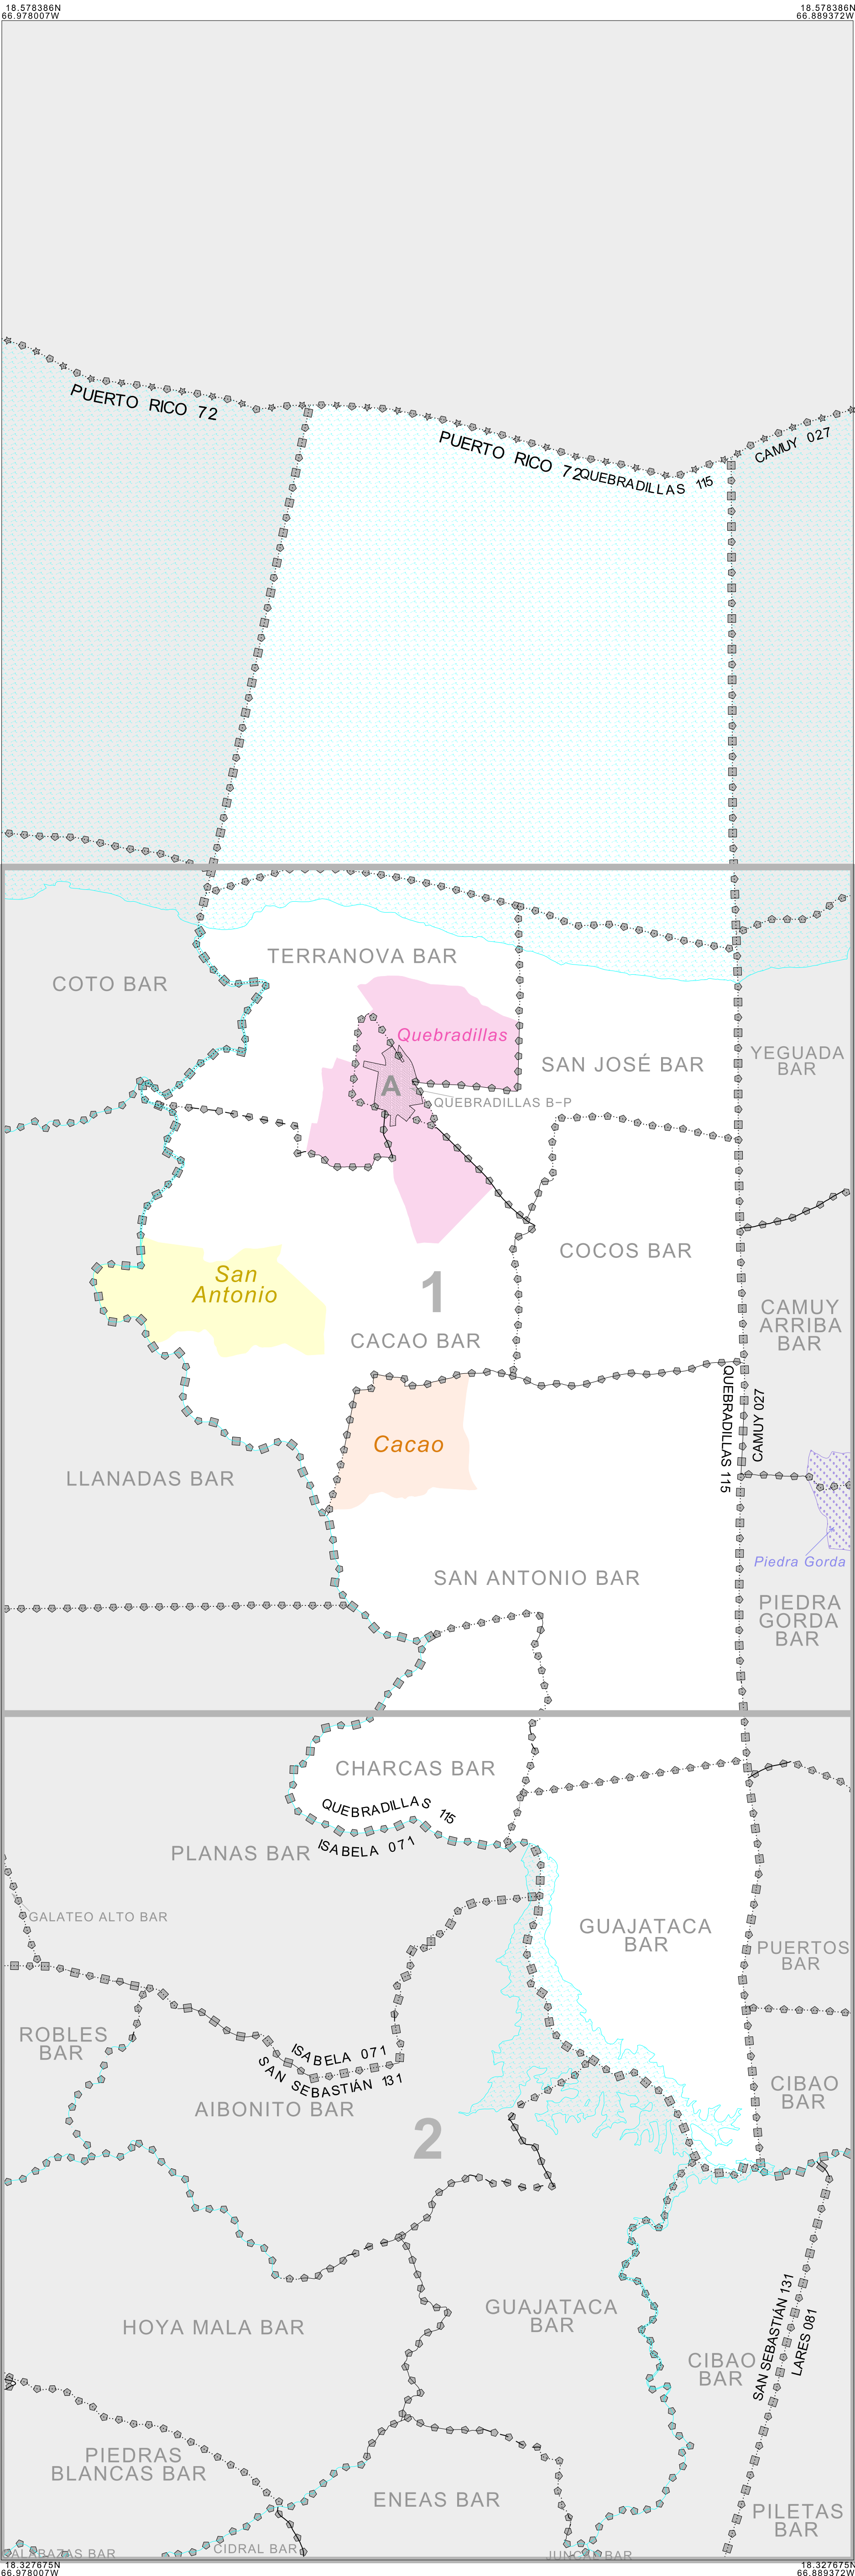 18.578386N
66.978007W
18.578386N
66.889372W
PUERTO RICO 72
PUERTO RICO 72
QUEBRADILLAS 115
CAMUY 027
TERRANOVA BAR
COTO BAR
Quebradillas
SAN JOSÉ BAR
YEGUADA
BAR
A
QUEBRADILLAS B-P
COCOS BAR
San
Antonio
1
CACAO BAR
CAMUY
ARRIBA
BAR
QUEBRADILLAS 115
CAMUY 027
Cacao
LLANADAS BAR
Piedra Gorda
SAN ANTONIO BAR
PIEDRA
GORDA
BAR
CHARCAS BAR
QUEBRADILLAS 115
ISABELA 071
PLANAS BAR
GALATEO ALTO BAR
GUAJATACA
BAR
PUERTOS
BAR
ROBLES
BAR
ISABELA 071
SAN SEBASTIÁN 131
AIBONITO BAR
2
CIBAO
BAR
HOYA MALA BAR
GUAJATACA
BAR
SAN SEBASTIÁN 131
LARES 081
CIBAO
BAR
PIEDRAS
BLANCAS BAR
ENEAS BAR
PILETAS
BAR
CIDRAL BAR
JUNCAL BAR
18.327675N
66.978007W
18.327675N
66.889372W